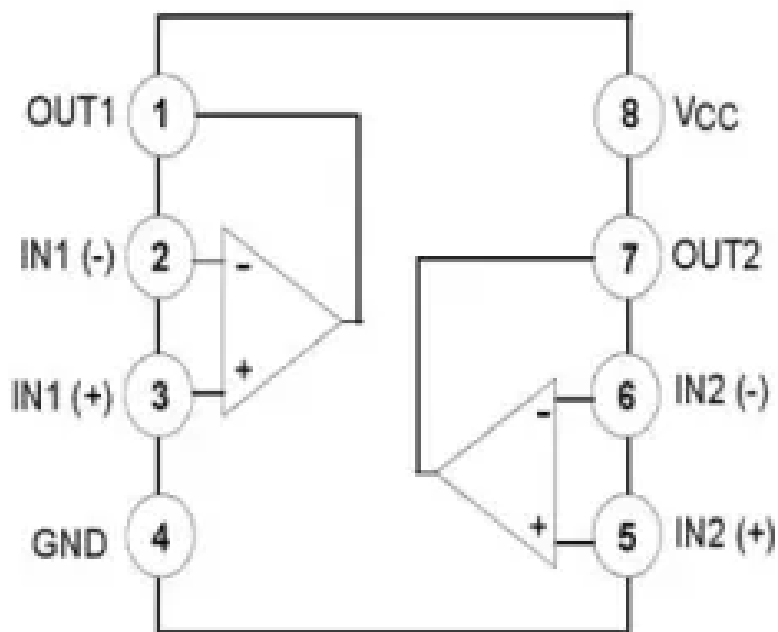 OUT1 1 8 VCC
IN1 (-) 2 - 7 OUT2
IN1 (+) 3 + - 6 IN2 (-)
GND 4 + 5 IN2 (+)